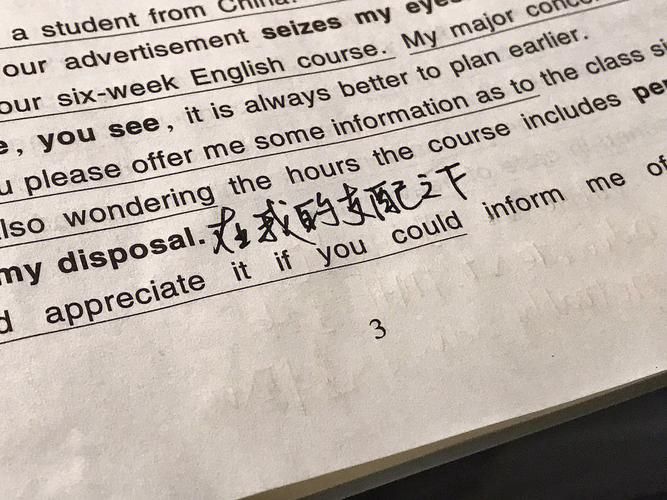 a student from China.
our advertisement seizes my eyes
our six-week English course. My major conce
e, you see, it is always better to plan earlier.
u please offer me some information as to the class si
lso wondering the hours the course includes per
my disposal. 在我的支配之下
d appreciate it if you could inform me of
3